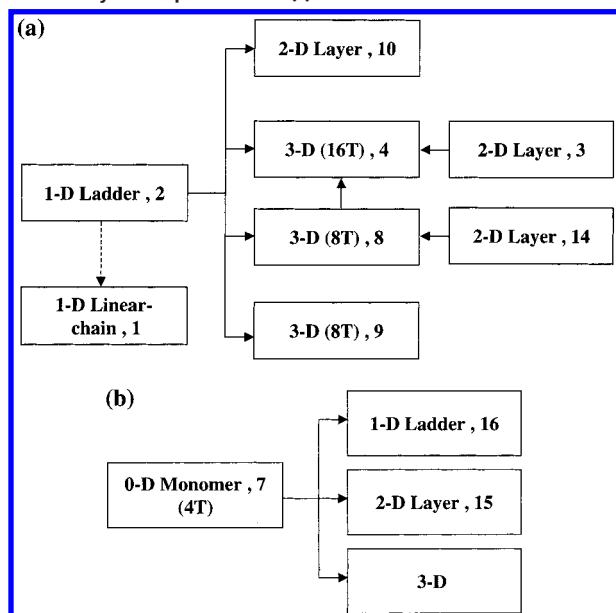 (a)
2-D Layer , 10
3-D (16T) , 4
2-D Layer , 3
1-D Ladder , 2
3-D (8T) , 8
2-D Layer , 14
1-D Linear-
chain , 1
3-D (8T) , 9
(b)
1-D Ladder , 16
0-D Monomer , 7
(4T)
2-D Layer , 15
3-D